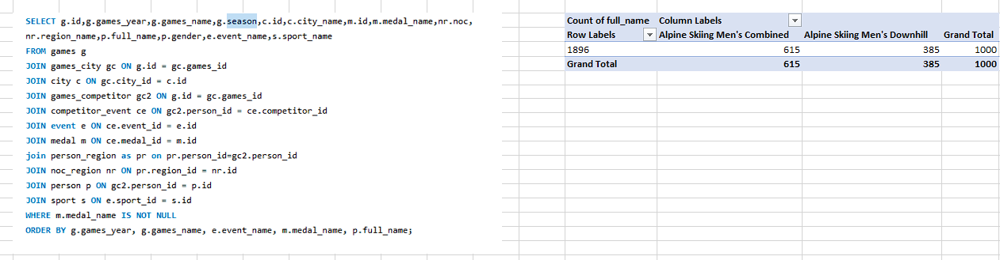 SELECT g.id,g.games_year,g.games_name,g.season,c.id,c.city_name,m.id,m.medal_name,nr.noc,
nr.region_name,p.full_name,p.gender,e.event_name,s.sport_name
FROM games g
JOIN games_city gc ON g.id = gc.games_id
JOIN city c ON gc.city_id = c.id
JOIN games_competitor gc2 ON g.id = gc.games_id
JOIN competitor_event ce ON gc2.person_id = ce.competitor_id
JOIN event e ON ce.event_id = e.id
JOIN medal m ON ce.medal_id = m.id
join person_region as pr on pr.person_id=gc2.person_id
JOIN noc_region nr ON pr.region_id = nr.id
JOIN person p ON gc2.person_id = p.id
JOIN sport s ON e.sport_id = s.id
WHERE m.medal_name IS NOT NULL
ORDER BY g.games_year, g.games_name, e.event_name, m.medal_name, p.full_name;
Count of full_name Column Labels
Row Labels Alpine Skiing Men's Combined Alpine Skiing Men's Downhill Grand Total
1896 615 385 1000
Grand Total 615 385 1000